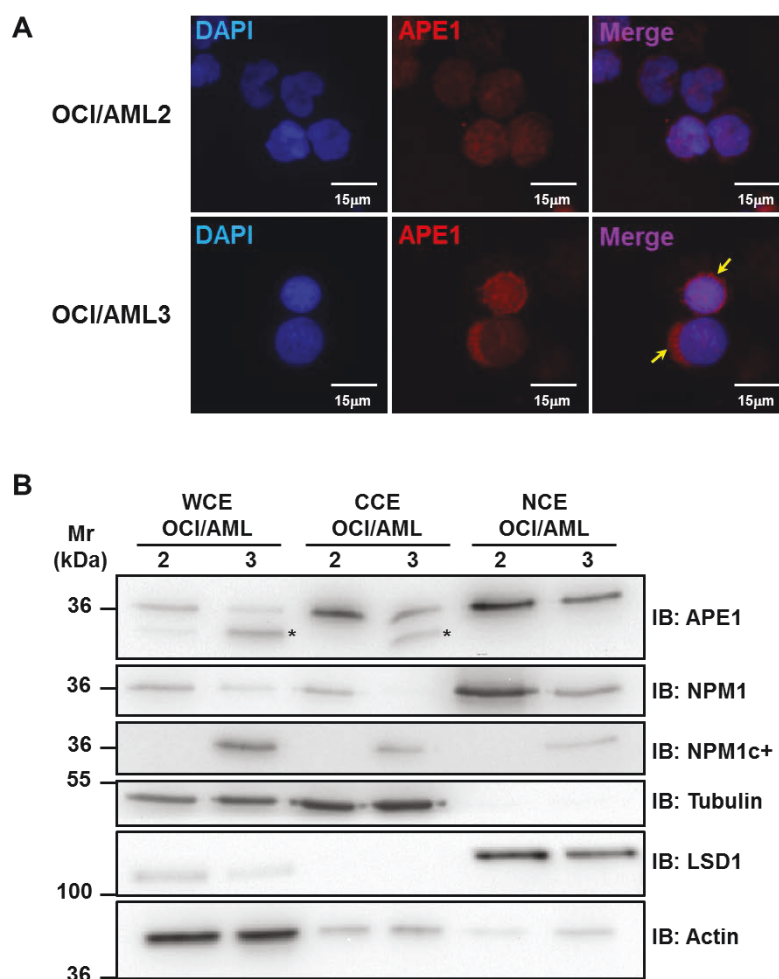 A
DAPI APE1 Merge
OCI/AML2
15μm 15μm 15μm
DAPI APE1 Merge
OCI/AML3
15μm 15μm 15μm
B
WCE CCE NCE
Mr OCI/AML OCI/AML OCI/AML
(kDa) 2 3 2 3 2 3
36 * * IB: APE1
36 IB: NPM1
36 IB: NPM1c+
55
IB: Tubulin
IB: LSD1
100
IB: Actin
36